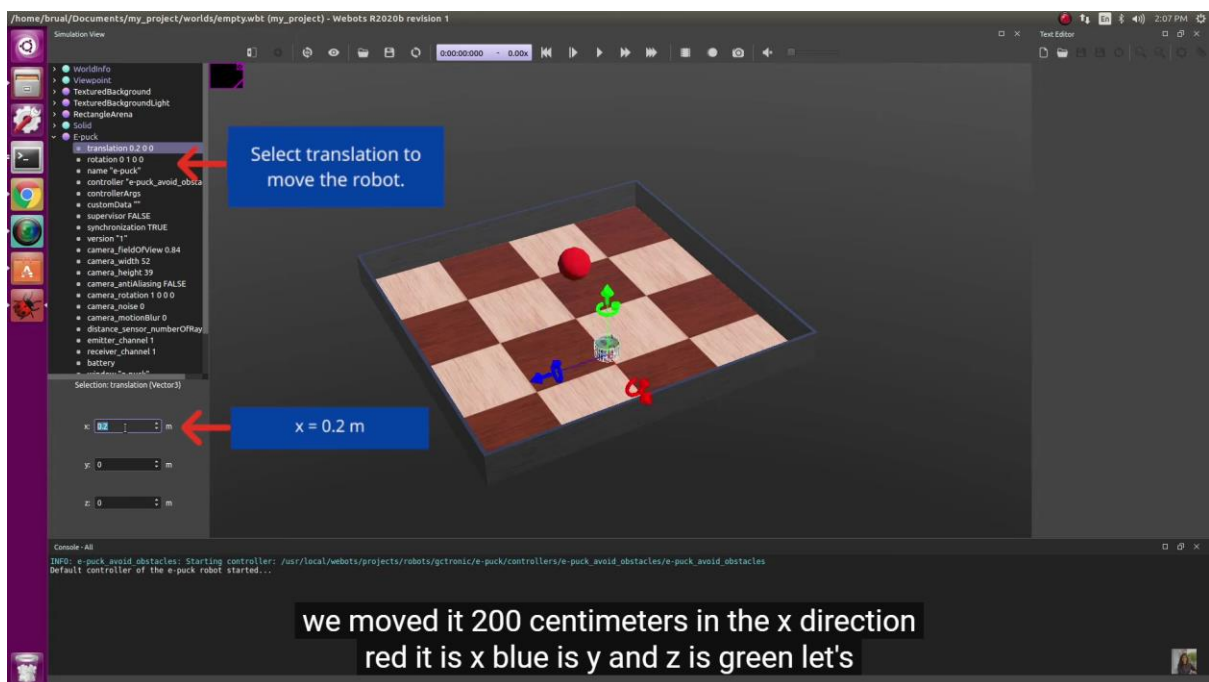 /home/brual/Documents/my_project/worlds/empty.wbt (my_project) - Webots R2020b revision 1
En
2:07 PM
Simulation View
Text Editor
0:00:00:000 - 0.00x
WorldInfo
Viewpoint
TexturedBackground
TexturedBackgroundLight
RectangleArena
Solid
E-puck
translation 0.2 0 0
rotation 0 1 0 0
name "e-puck"
controller "e-puck_avoid_obsta
controllerArgs
customData ""
supervisor FALSE
synchronization TRUE
version "1"
camera_fieldOfView 0.84
camera_width 52
camera_height 39
camera_antiAliasing FALSE
camera_rotation 1 0 0 0
camera_noise 0
camera_motionBlur 0
distance_sensor_numberOfRay
emitter_channel 1
receiver_channel 1
battery
window "e-puck"
Select translation to
move the robot.
Selection: translation (Vector3)
x: 0.2 m
x = 0.2 m
y: 0 m
z: 0 m
Console - All
INFO: e-puck_avoid_obstacles: Starting controller: /usr/local/webots/projects/robots/gctronic/e-puck/controllers/e-puck_avoid_obstacles/e-puck_avoid_obstacles
Default controller of the e-puck robot started...
we moved it 200 centimeters in the x direction
red it is x blue is y and z is green let's